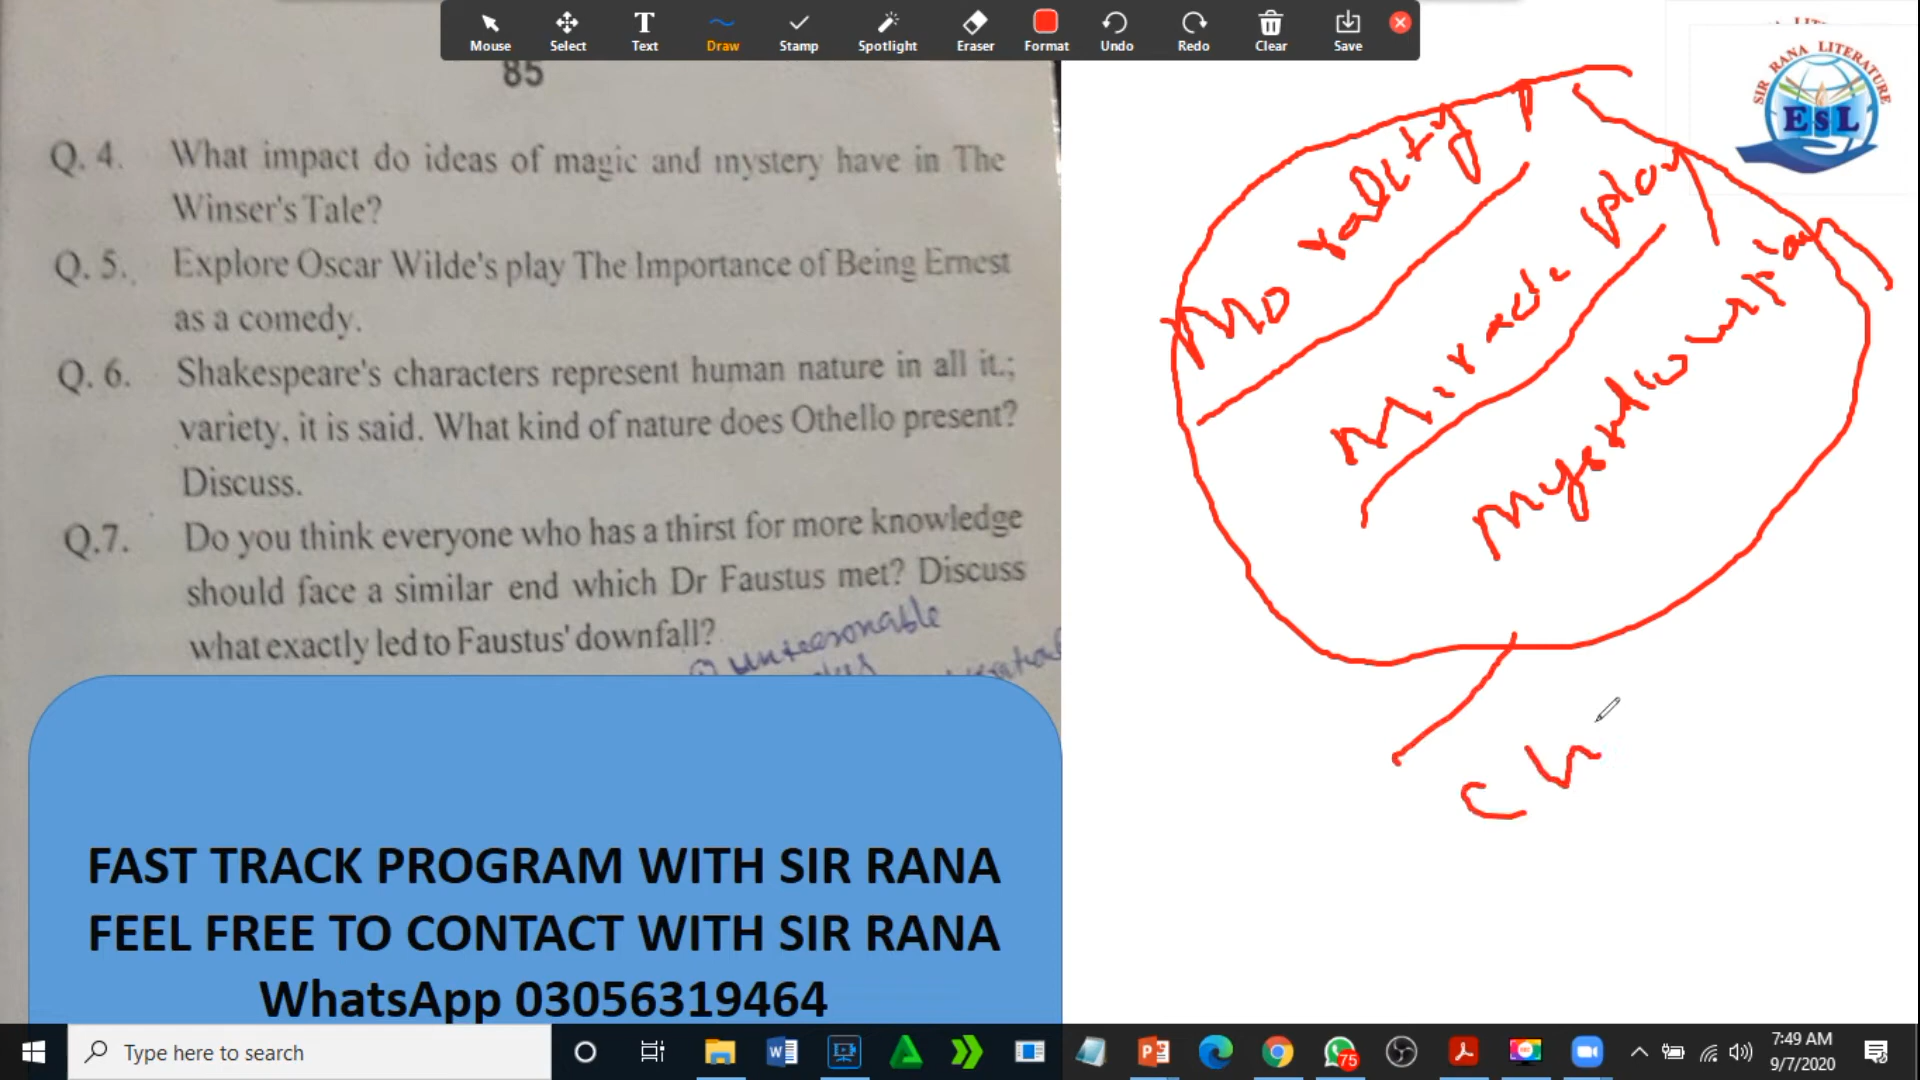 Mouse Select Text Draw Stamp Spotlight Eraser Format Undo Redo Clear Save
85
Q. 4. What impact do ideas of magic and mystery have in The
Winser's Tale?
Q. 5. Explore Oscar Wilde's play The Importance of Being Ernest
as a comedy.
Q. 6. Shakespeare's characters represent human nature in all it.;
variety, it is said. What kind of nature does Othello present?
Discuss.
Q.7. Do you think everyone who has a thirst for more knowledge
should face a similar end which Dr Faustus met? Discuss
what exactly led to Faustus' downfall?
unreasonable
FAST TRACK PROGRAM WITH SIR RANA
FEEL FREE TO CONTACT WITH SIR RANA
WhatsApp 03056319464
SIR RANA LITERATURE
ESL
Morality P
Miracle play
Ch
Type here to search
75
7:49 AM
9/7/2020